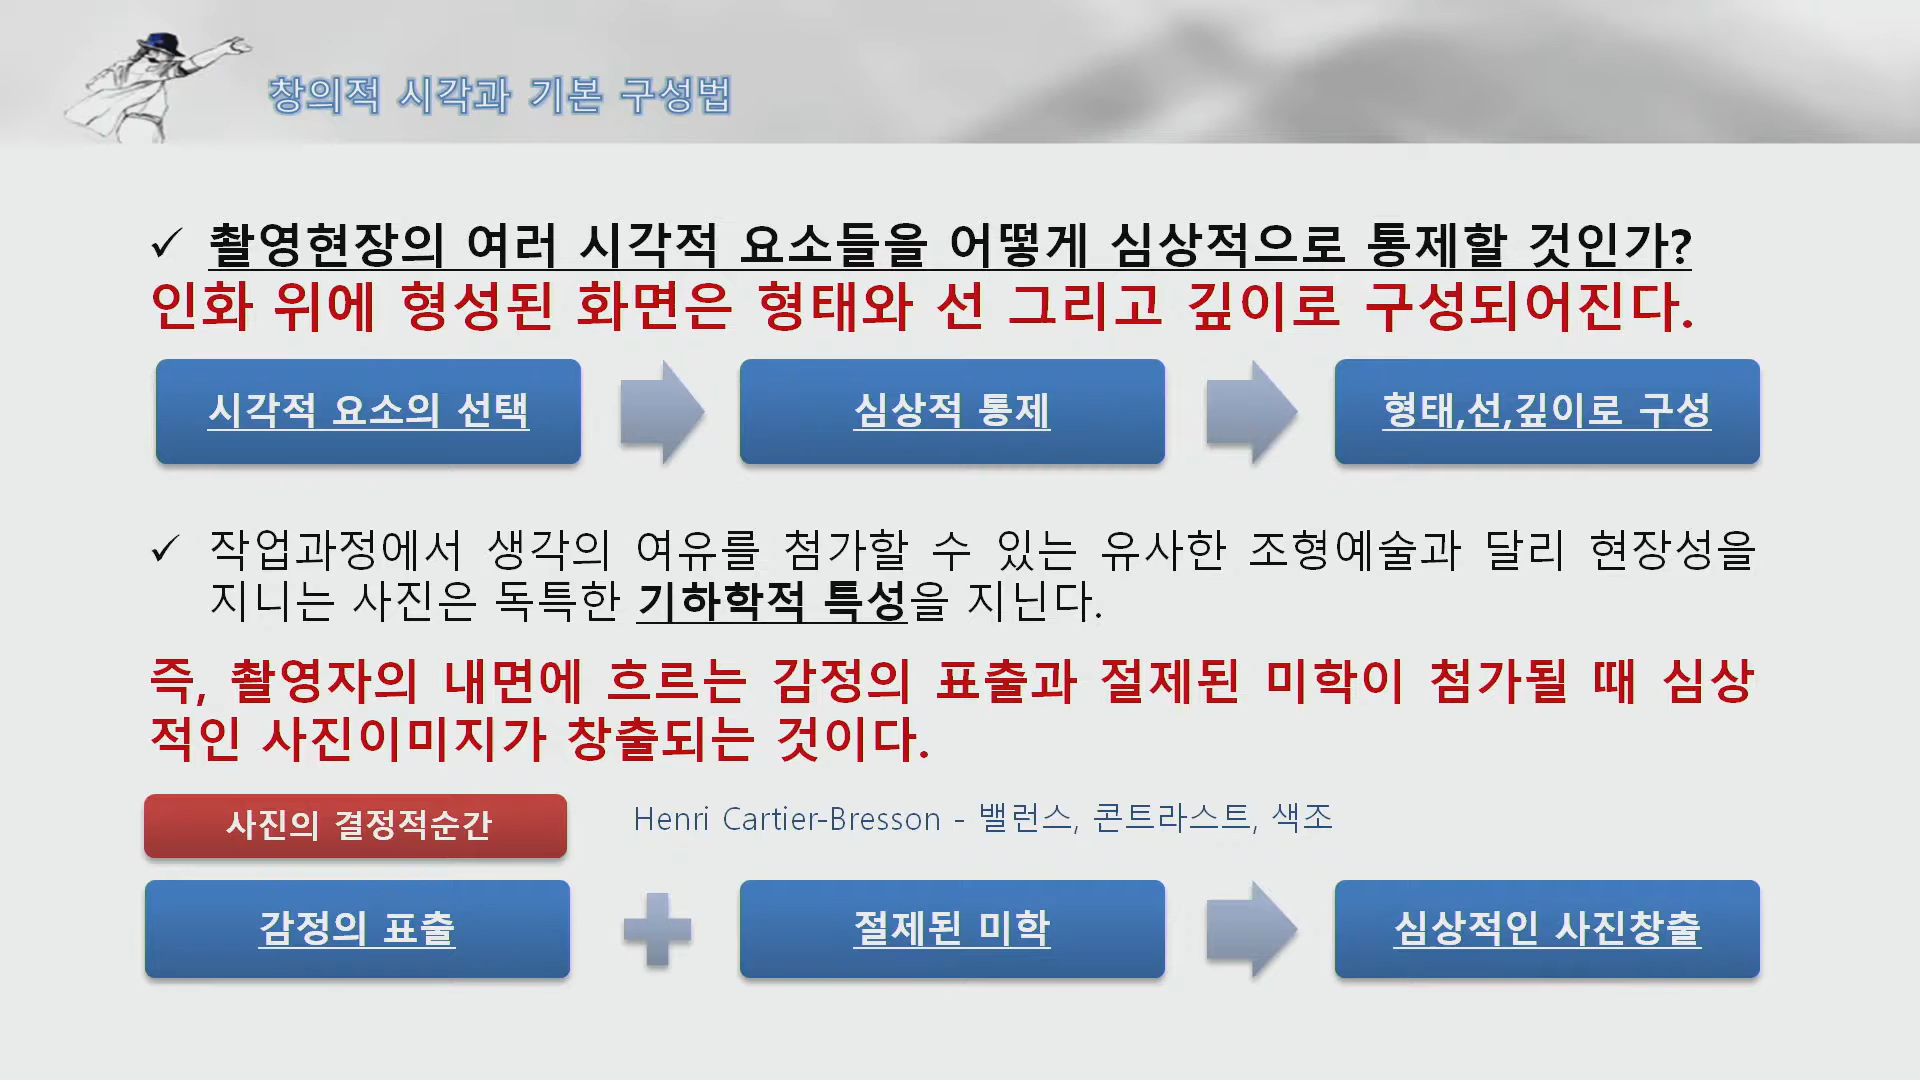 창의적 시각과 기본 구성법
✓ 촬영현장의 여러 시각적 요소들을 어떻게 심상적으로 통제할 것인가?
인화 위에 형성된 화면은 형태와 선 그리고 깊이로 구성되어진다.
시각적 요소의 선택
심상적 통제
형태,선,깊이로 구성
✓ 작업과정에서 생각의 여유를 첨가할 수 있는 유사한 조형예술과 달리 현장성을
지니는 사진은 독특한 기하학적 특성을 지닌다.
즉, 촬영자의 내면에 흐르는 감정의 표출과 절제된 미학이 첨가될 때 심상
적인 사진이미지가 창출되는 것이다.
사진의 결정적순간
Henri Cartier-Bresson - 밸런스, 콘트라스트, 색조
감정의 표출
절제된 미학
심상적인 사진창출